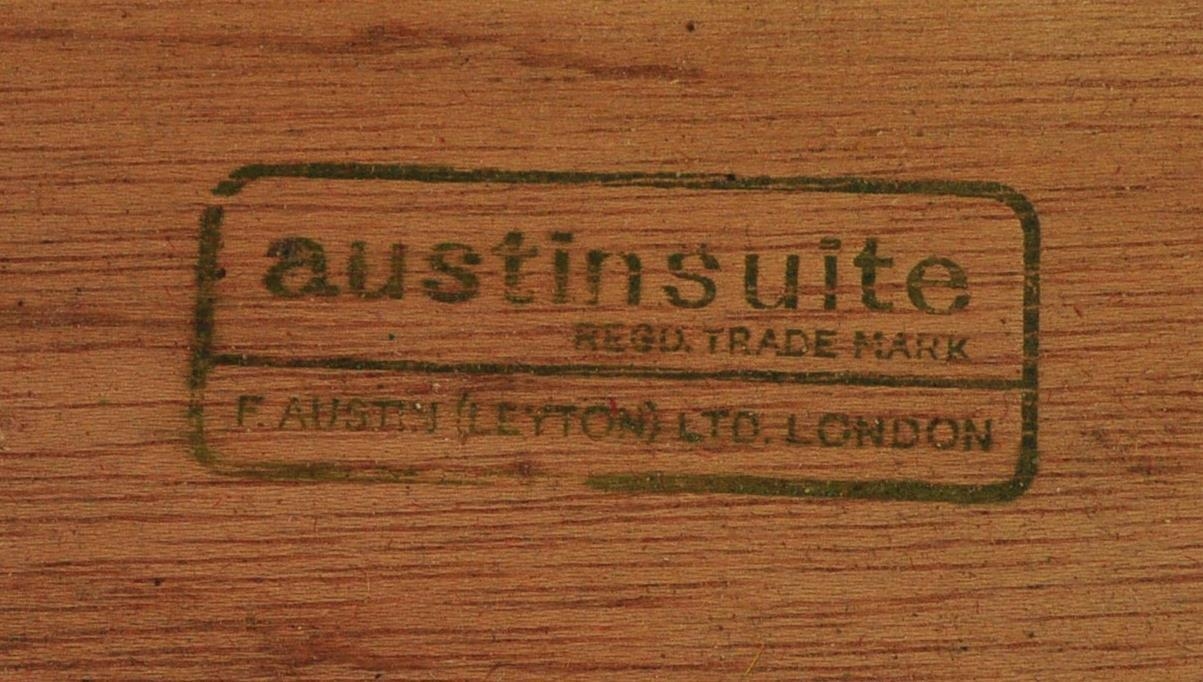 austinsuite
REGD. TRADE MARK
F. AUSTIN (LEYTON) LTD. LONDON